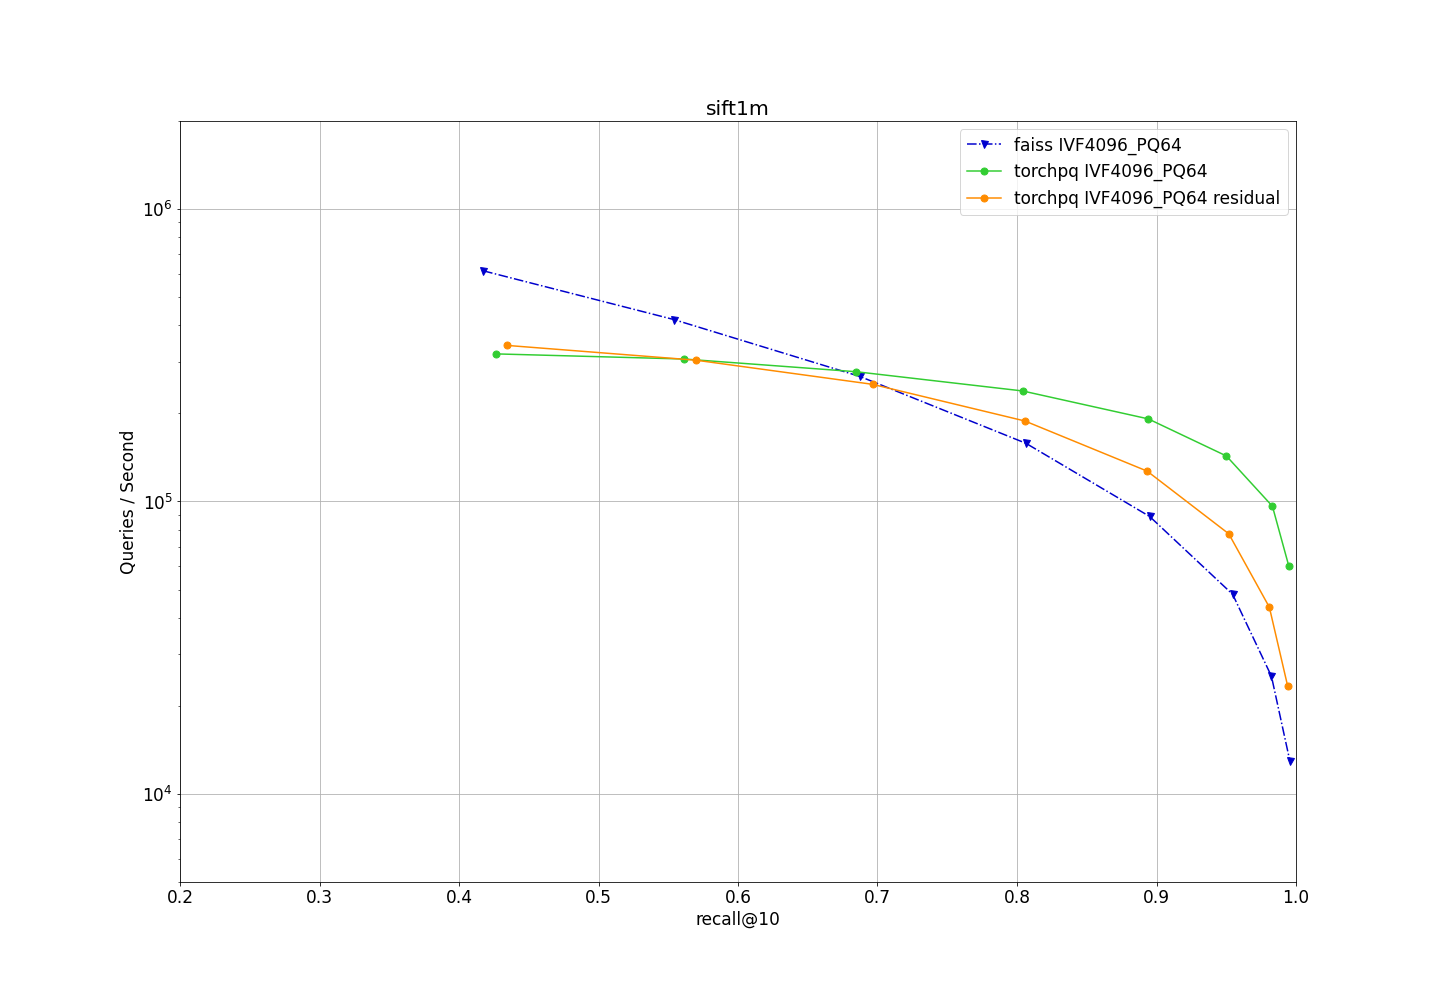 sift1m
faiss IVF4096_PQ64
torchpq IVF4096_PQ64
torchpq IVF4096_PQ64 residual
Queries / Second
10⁶
10⁵
10⁴
0.2 0.3 0.4 0.5 0.6 0.7 0.8 0.9 1.0
recall@10